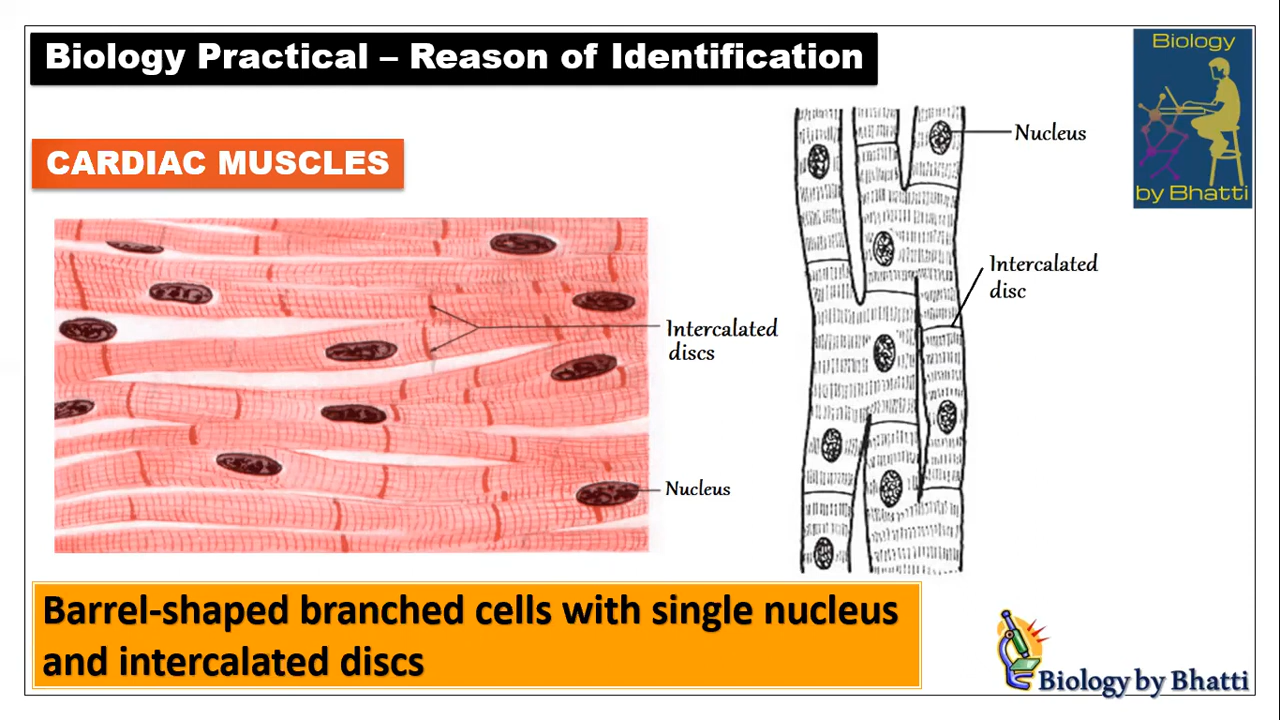 Biology Practical – Reason of Identification
Biology
by Bhatti
CARDIAC MUSCLES
Nucleus
Intercalated
disc
Intercalated
discs
Nucleus
Barrel-shaped branched cells with single nucleus
and intercalated discs
Biology by Bhatti